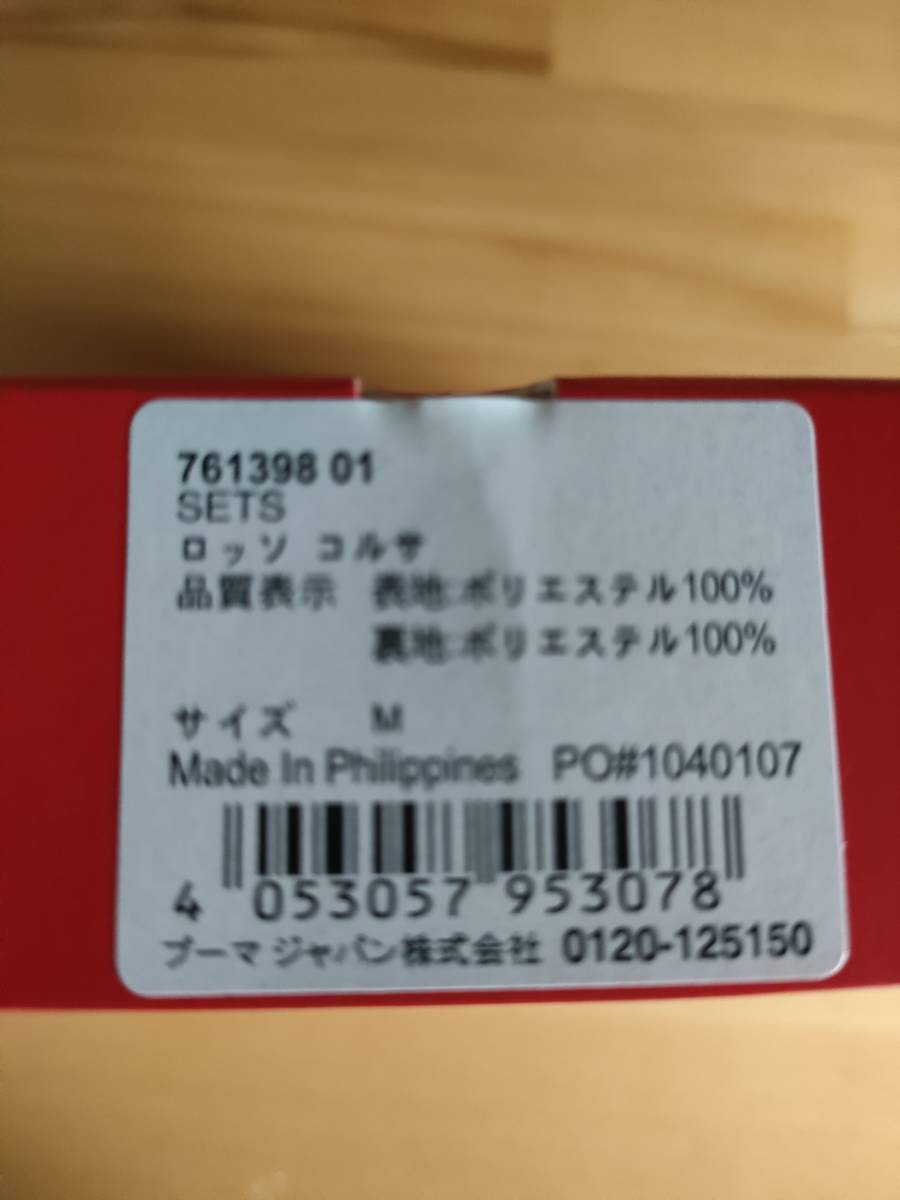 761398 01
SETS
ロッソ コルサ
品質表示 表地:ポリエステル100%
裏地:ポリエステル100%
サイズ M
Made In Philippines PO#1040107
4 053057 953078
プーマ ジャパン株式会社 0120-125150